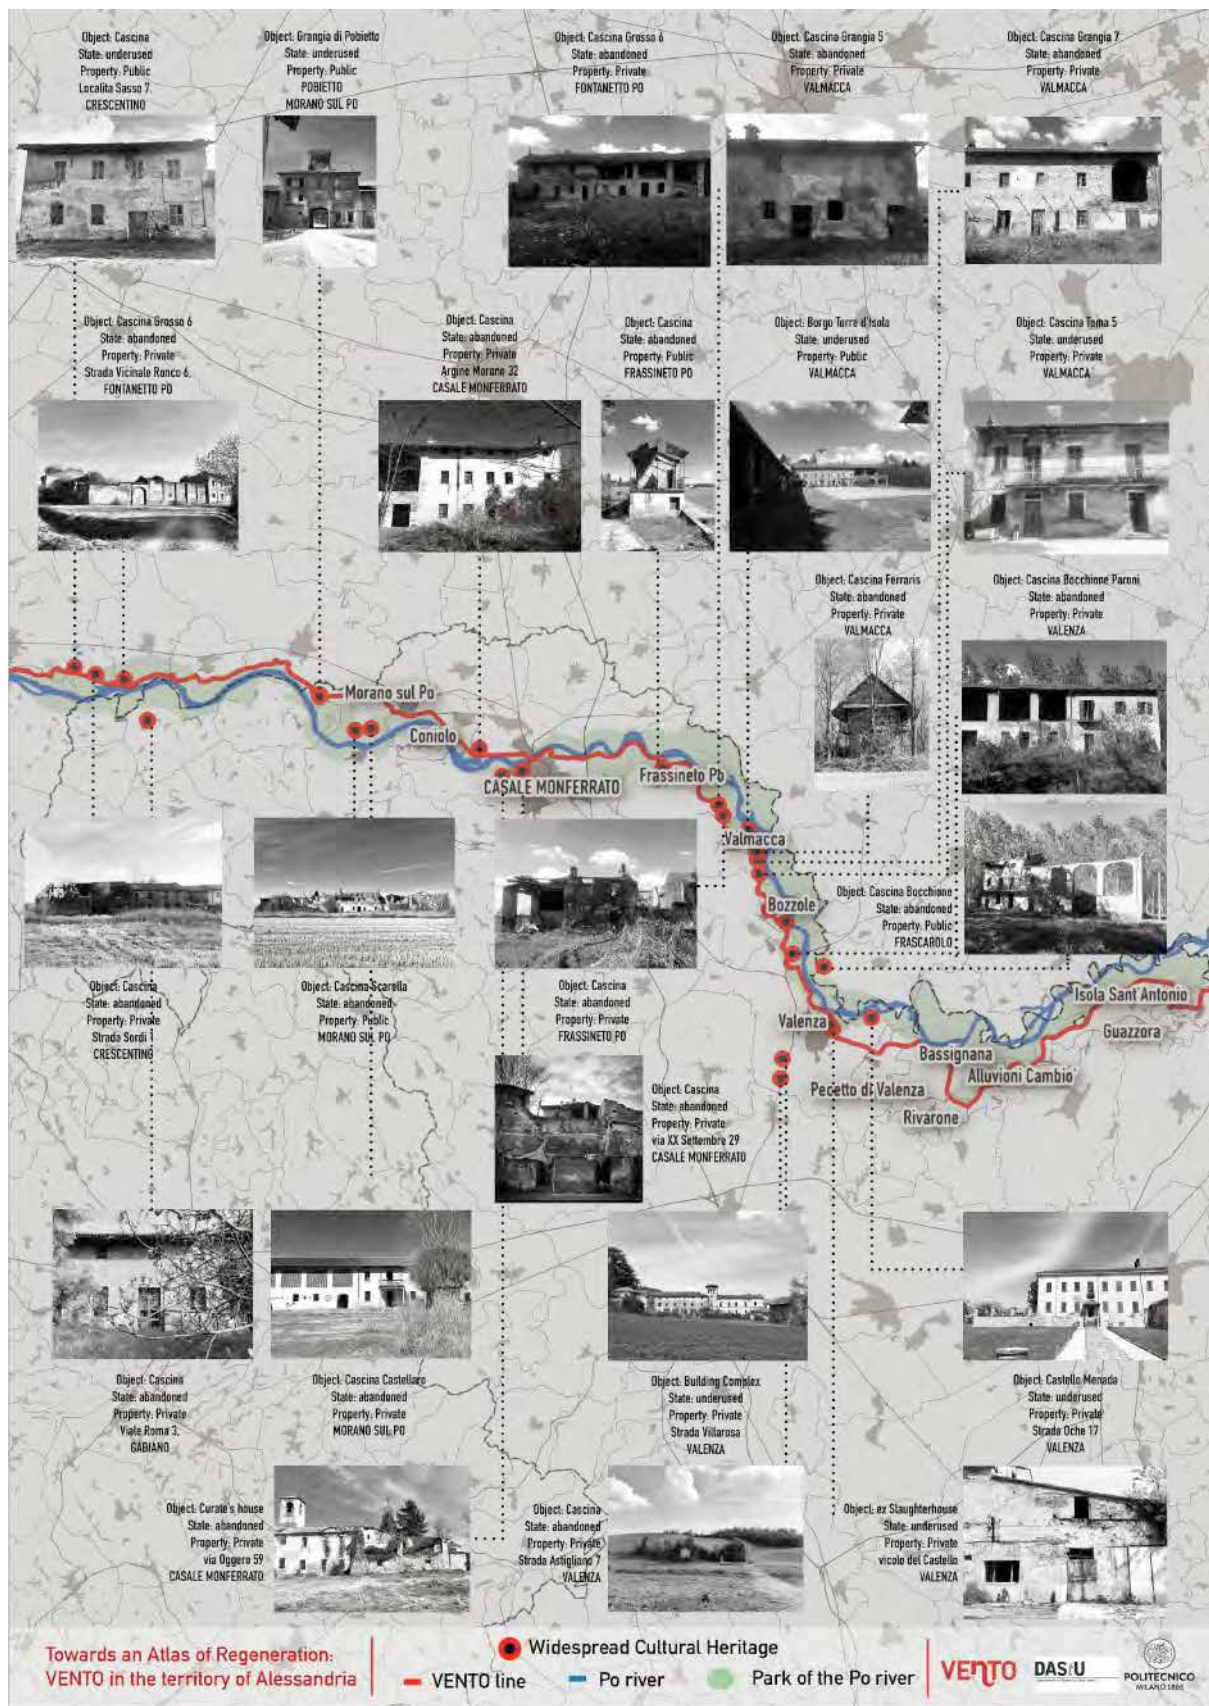 Object: Cascina
State: underused
Property: Public
Localita Sasso 7,
CRESCENTINO
Object: Grangia di Pobietto
State: underused
Property: Public
POBIETTO
MORANO SUL PO
Object: Cascina Grosso 6
State: abandoned
Property: Private
FONTANETTO PO
Object: Cascina Grangia 5
State: abandoned
Property: Private
VALMACCA
Object: Cascina Grangia 7
State: abandoned
Property: Private
VALMACCA
Object: Cascina Grosso 6
State: abandoned
Property: Private
Strada Vicinale Ronco 6,
FONTANETTO PO
Object: Cascina
State: abandoned
Property: Private
Argine Morano 32
CASALE MONFERRATO
Object: Cascina
State: abandoned
Property: Public
FRASSINETO PO
Object: Borgo Torre d'Isola
State: underused
Property: Public
VALMACCA
Object: Cascina Toma 5
State: underused
Property: Private
VALMACCA
Object: Cascina Ferraris
State: abandoned
Property: Private
VALMACCA
Object: Cascina Bocchione Paroni
State: abandoned
Property: Private
VALENZA
Morano sul Po
Coniolo
CASALE MONFERRATO
Frassineto Po
Valmacca
Bozzole
Object: Cascina Bocchione
State: abandoned
Property: Public
FRASCAROLO
Valenza
Isola Sant'Antonio
Guazzora
Bassignana
Alluvioni Cambio'
Pecetto di Valenza
Rivarone
Object: Cascina
State: abandoned
Property: Private
Strada Sordi
CRESCENTINO
Object: Cascina Scarella
State: abandoned
Property: Public
MORANO SUL PO
Object: Cascina
State: abandoned
Property: Private
FRASSINETO PO
Object: Cascina
State: abandoned
Property: Private
via XX Settembre 29
CASALE MONFERRATO
Object: Cascina
State: abandoned
Property: Private
Viale Roma 3,
GABIANO
Object: Cascina Castellaro
State: abandoned
Property: Private
MORANO SUL PO
Object: Building Complex
State: underused
Property: Private
Strada Villarosa
VALENZA
Object: Castello Menada
State: underused
Property: Private
Strada Oche 17
VALENZA
Object: Curate's house
State: abandoned
Property: Private
via Oggero 59
CASALE MONFERRATO
Object: Cascina
State: abandoned
Property: Private
Strada Astigliano 7
VALENZA
Object: ex Slaughterhouse
State: underused
Property: Private
vicolo del Castello
VALENZA
Towards an Atlas of Regeneration:
VENTO in the territory of Alessandria
Widespread Cultural Heritage
VENTO line
Po river
Park of the Po river
VENTO
DAStU
POLITECNICO
MILANO 1863